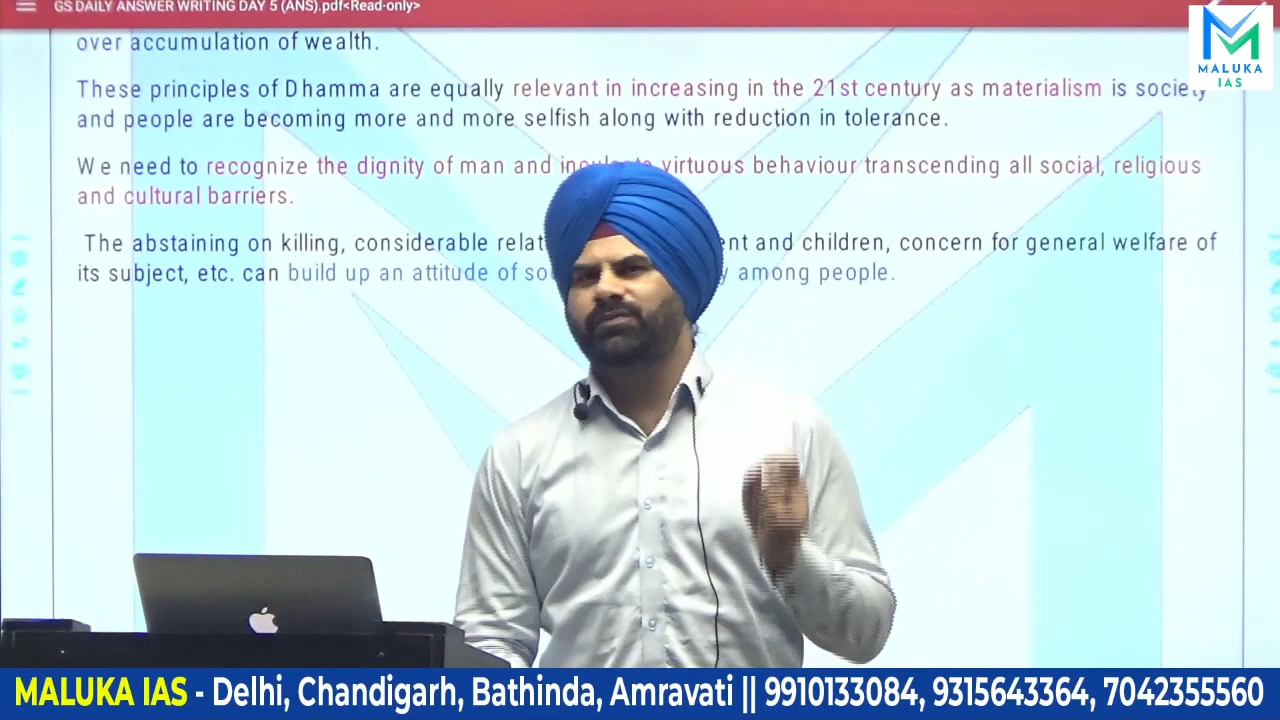 GS DAILY ANSWER WRITING DAY 5 (ANS).pdf<Read-only>
MALUKA
IAS
over accumulation of wealth.
These principles of Dhamma are equally relevant in increasing in the 21st century as materialism is society
and people are becoming more and more selfish along with reduction in tolerance.
We need to recognize the dignity of man and virtuous behaviour transcending all social, religious
and cultural barriers.
The abstaining on killing, considerable and children, concern for general welfare of
its subject, etc. can build up an attitude of among people.
MALUKA IAS - Delhi, Chandigarh, Bathinda, Amravati || 9910133084, 9315643364, 7042355560